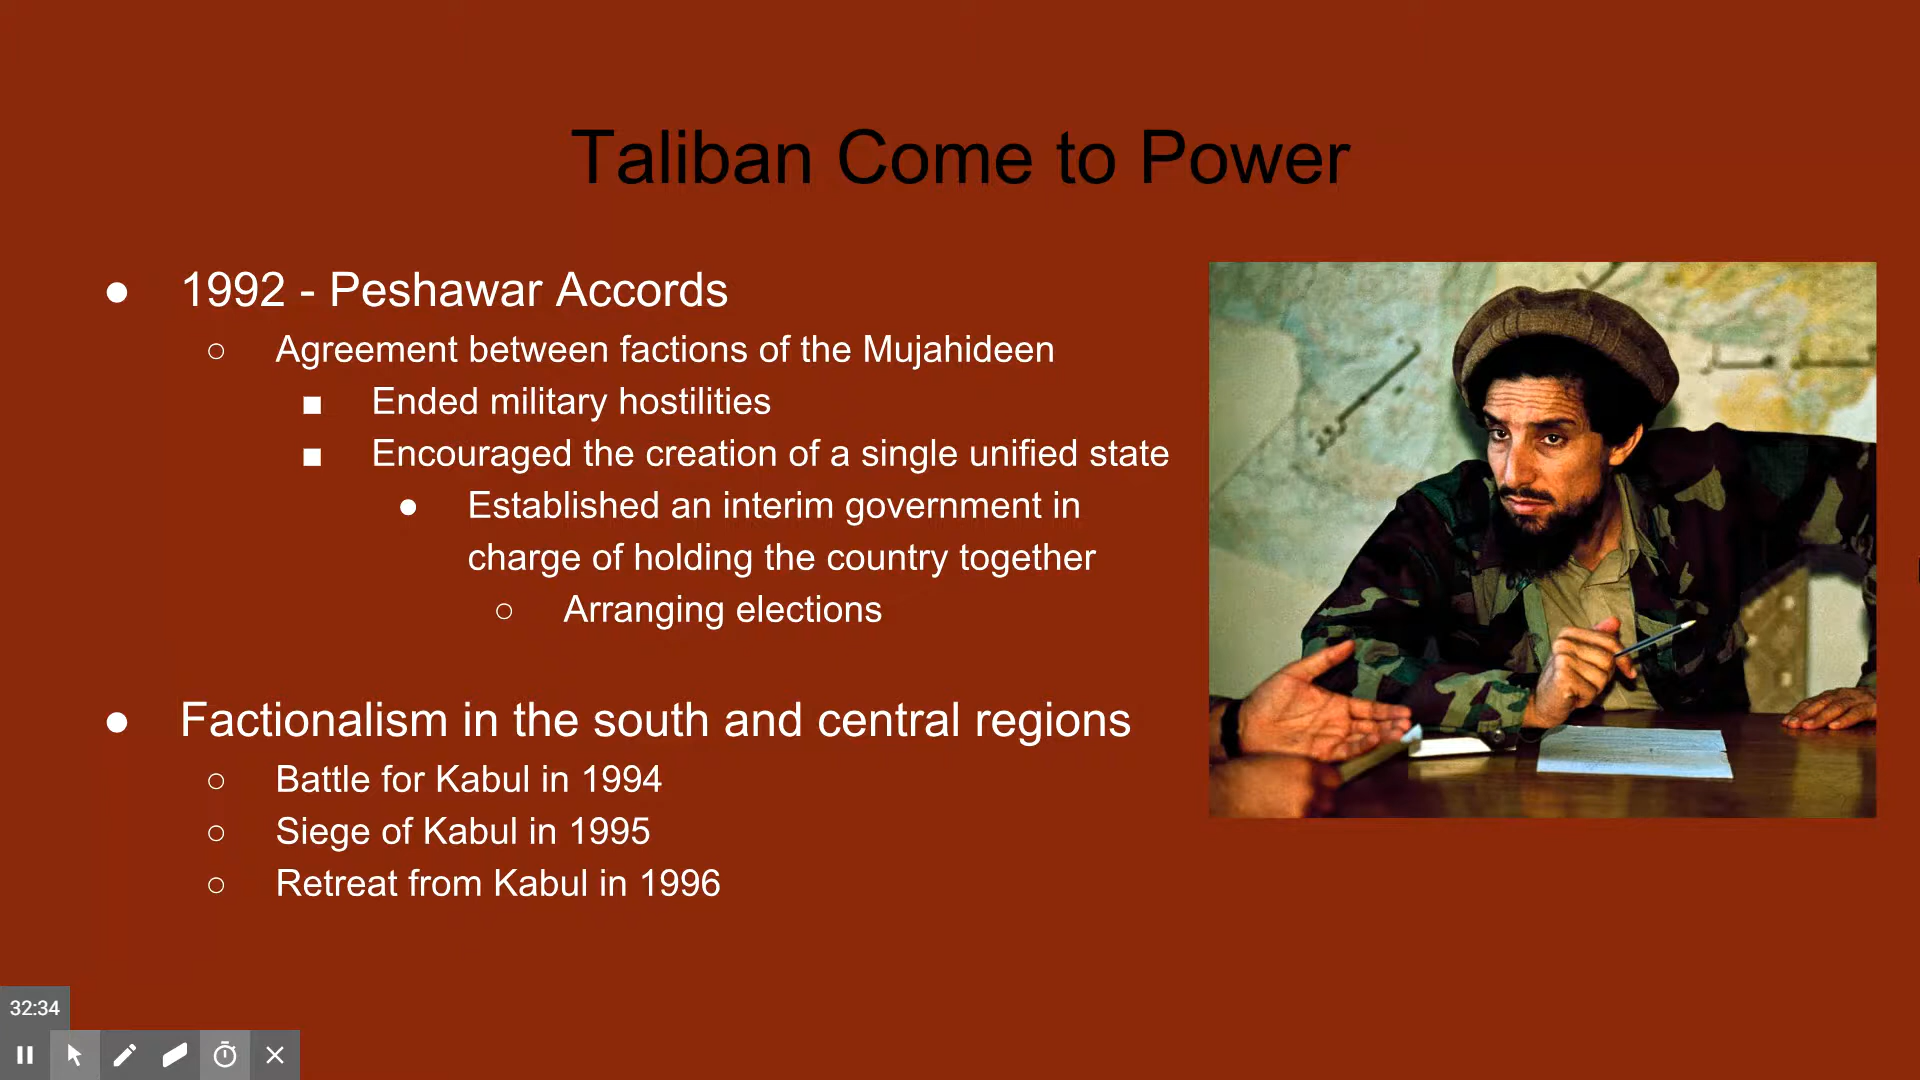 Taliban Come to Power
● 1992 - Peshawar Accords
○ Agreement between factions of the Mujahideen
■ Ended military hostilities
■ Encouraged the creation of a single unified state
● Established an interim government in
charge of holding the country together
○ Arranging elections
● Factionalism in the south and central regions
○ Battle for Kabul in 1994
○ Siege of Kabul in 1995
○ Retreat from Kabul in 1996
32:34